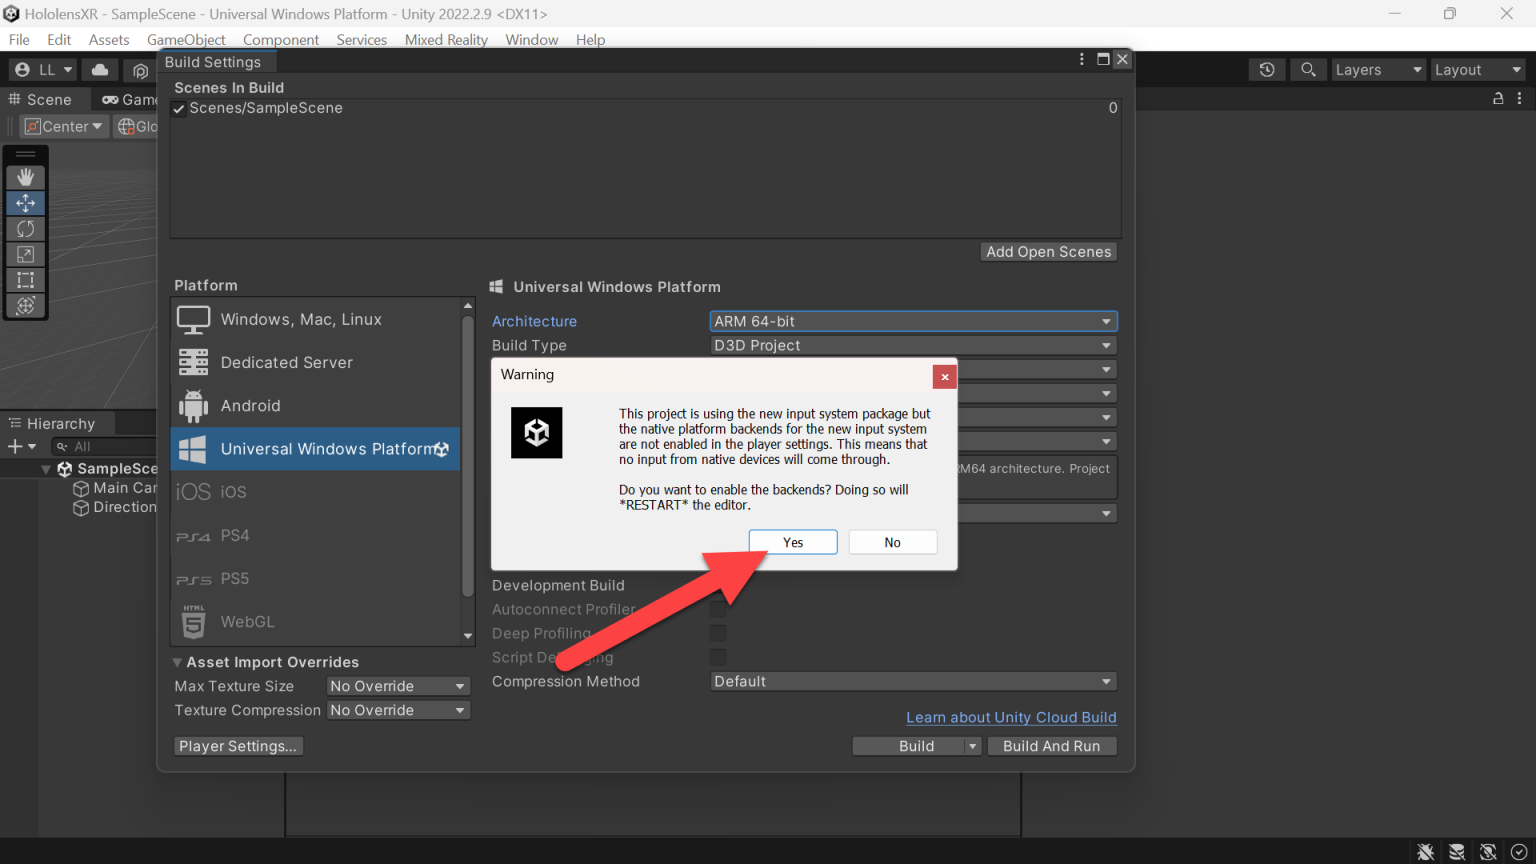 HololensXR - SampleScene - Universal Windows Platform - Unity 2022.2.9 <DX11>
File Edit Assets GameObject Component Services Mixed Reality Window Help
LL
Layers
Layout
Build Settings
Scene
Game
Center
Glo
Scenes In Build
Scenes/SampleScene 0
Add Open Scenes
Platform
Windows, Mac, Linux
Dedicated Server
Android
Universal Windows Platform
iOS iOS
PS4 PS4
PS5 PS5
HTML 5 WebGL
Universal Windows Platform
Architecture ARM 64-bit
Build Type D3D Project
Warning
This project is using the new input system package but
the native platform backends for the new input system
are not enabled in the player settings. This means that
no input from native devices will come through.
Do you want to enable the backends? Doing so will
*RESTART* the editor.
Yes No
RM64 architecture. Project
Development Build
Autoconnect Profiler
Deep Profiling
Script De ging
Compression Method Default
Learn about Unity Cloud Build
Build Build And Run
Asset Import Overrides
Max Texture Size No Override
Texture Compression No Override
Player Settings...
Hierarchy
All
SampleSce
Main Car
Direction